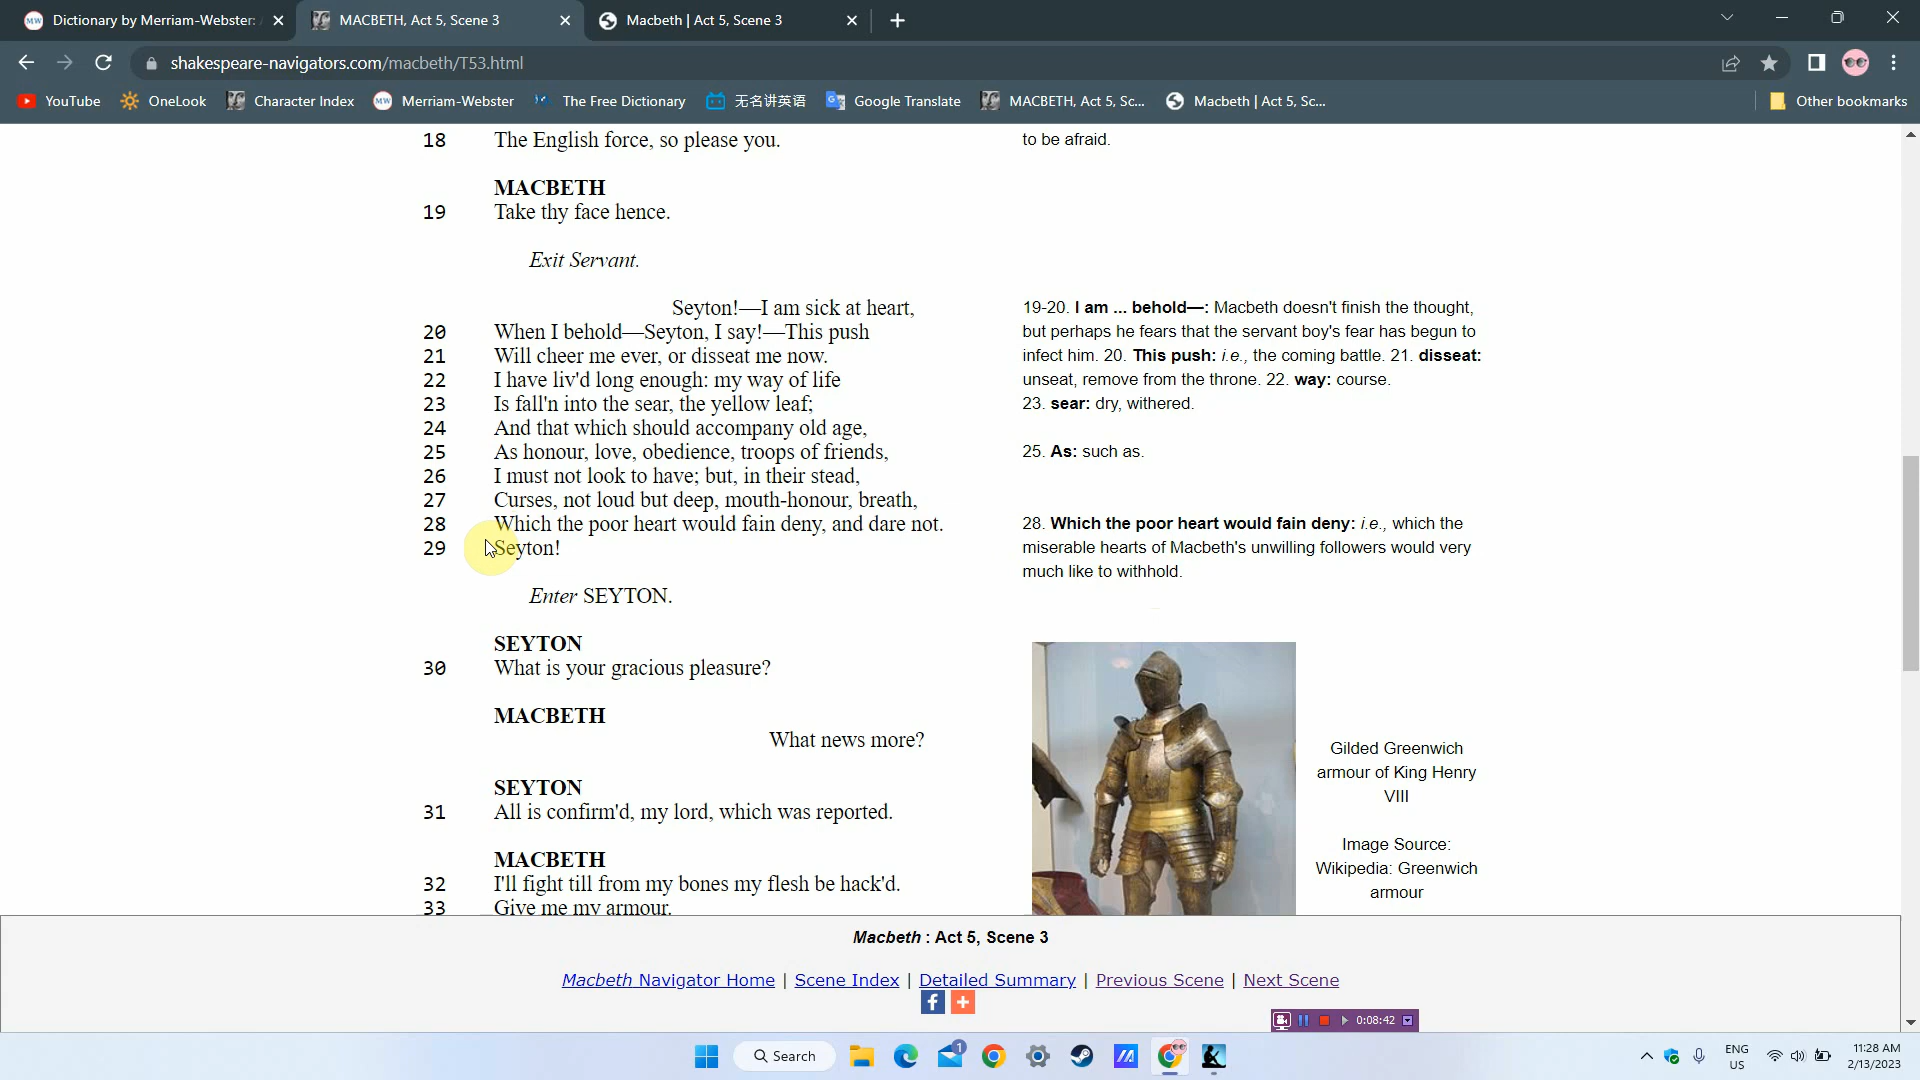 Dictionary by Merriam-Webster:
MACBETH, Act 5, Scene 3
Macbeth | Act 5, Scene 3
shakespeare-navigators.com/macbeth/T53.html
YouTube
OneLook
Character Index
Merriam-Webster
The Free Dictionary
无名讲英语
Google Translate
MACBETH, Act 5, Sc...
Macbeth | Act 5, Sc...
Other bookmarks
18 The English force, so please you.
to be afraid.
MACBETH
19 Take thy face hence.
Exit Servant.
Seyton!—I am sick at heart,
20 When I behold—Seyton, I say!—This push
21 Will cheer me ever, or disseat me now.
22 I have liv'd long enough: my way of life
23 Is fall'n into the sear, the yellow leaf;
24 And that which should accompany old age,
25 As honour, love, obedience, troops of friends,
26 I must not look to have; but, in their stead,
27 Curses, not loud but deep, mouth-honour, breath,
28 Which the poor heart would fain deny, and dare not.
29 Seyton!
19-20. I am ... behold—: Macbeth doesn't finish the thought,
but perhaps he fears that the servant boy's fear has begun to
infect him. 20. This push: i.e., the coming battle. 21. disseat:
unseat, remove from the throne. 22. way: course.
23. sear: dry, withered.
25. As: such as.
28. Which the poor heart would fain deny: i.e., which the
miserable hearts of Macbeth's unwilling followers would very
much like to withhold.
Enter SEYTON.
SEYTON
30 What is your gracious pleasure?
MACBETH
What news more?
SEYTON
31 All is confirm'd, my lord, which was reported.
MACBETH
32 I'll fight till from my bones my flesh be hack'd.
33 Give me my armour.
Gilded Greenwich
armour of King Henry
VIII
Image Source:
Wikipedia: Greenwich
armour
Macbeth : Act 5, Scene 3
Macbeth Navigator Home | Scene Index | Detailed Summary | Previous Scene | Next Scene
0:08:42
Search
1
ENG
US
11:28 AM
2/13/2023